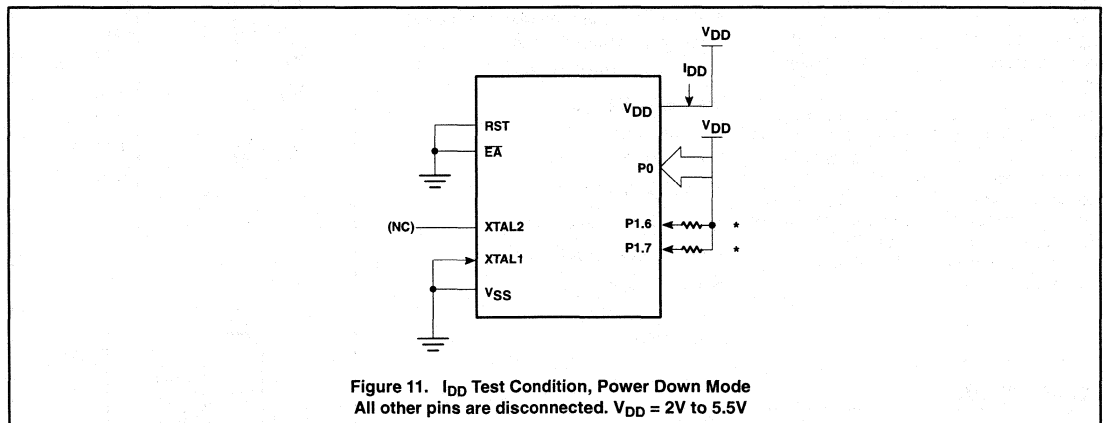 VDD
IDD
VDD
VDD
RST
EA
P0
(NC)
XTAL2
P1.6
*
P1.7
*
XTAL1
VSS
Figure 11. IDD Test Condition, Power Down Mode
All other pins are disconnected. VDD = 2V to 5.5V